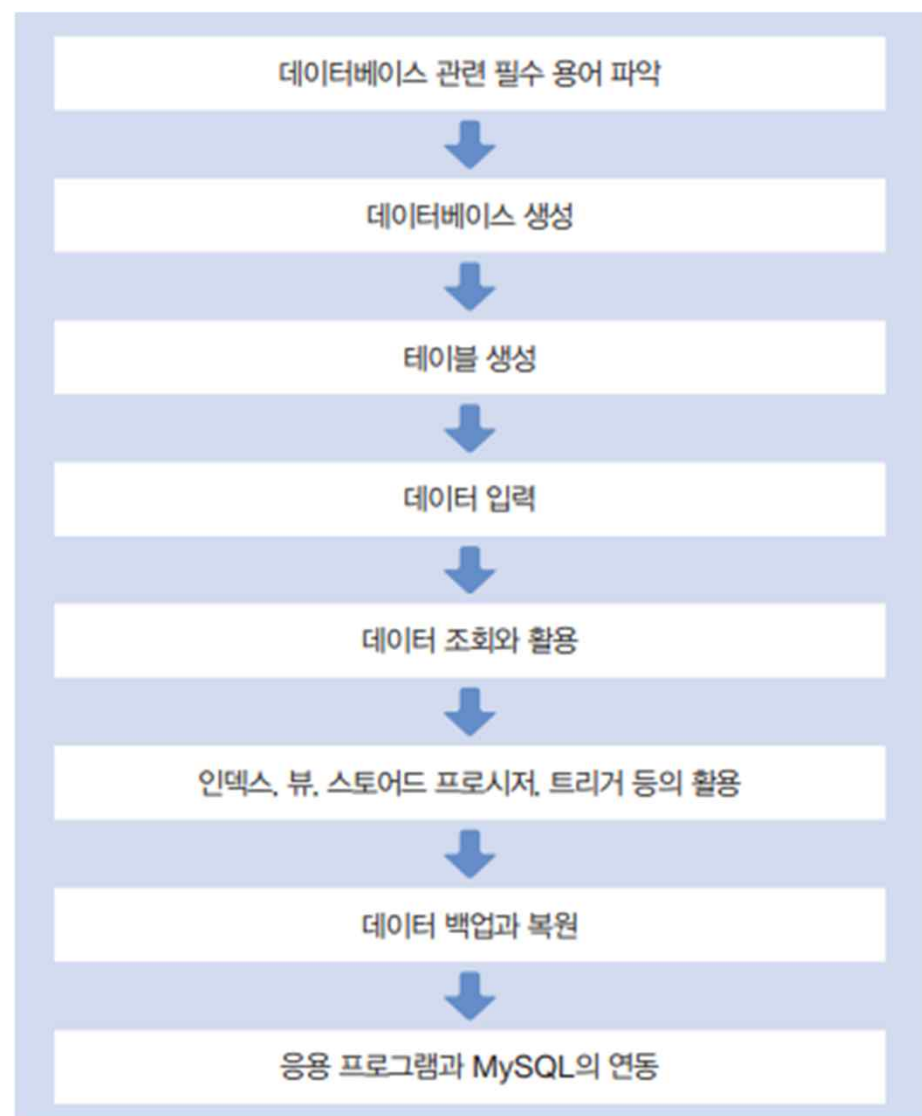 데이터베이스 관련 필수 용어 파악
데이터베이스 생성
테이블 생성
데이터 입력
데이터 조회와 활용
인덱스, 뷰, 스토어드 프로시저, 트리거 등의 활용
데이터 백업과 복원
응용 프로그램과 MySQL의 연동